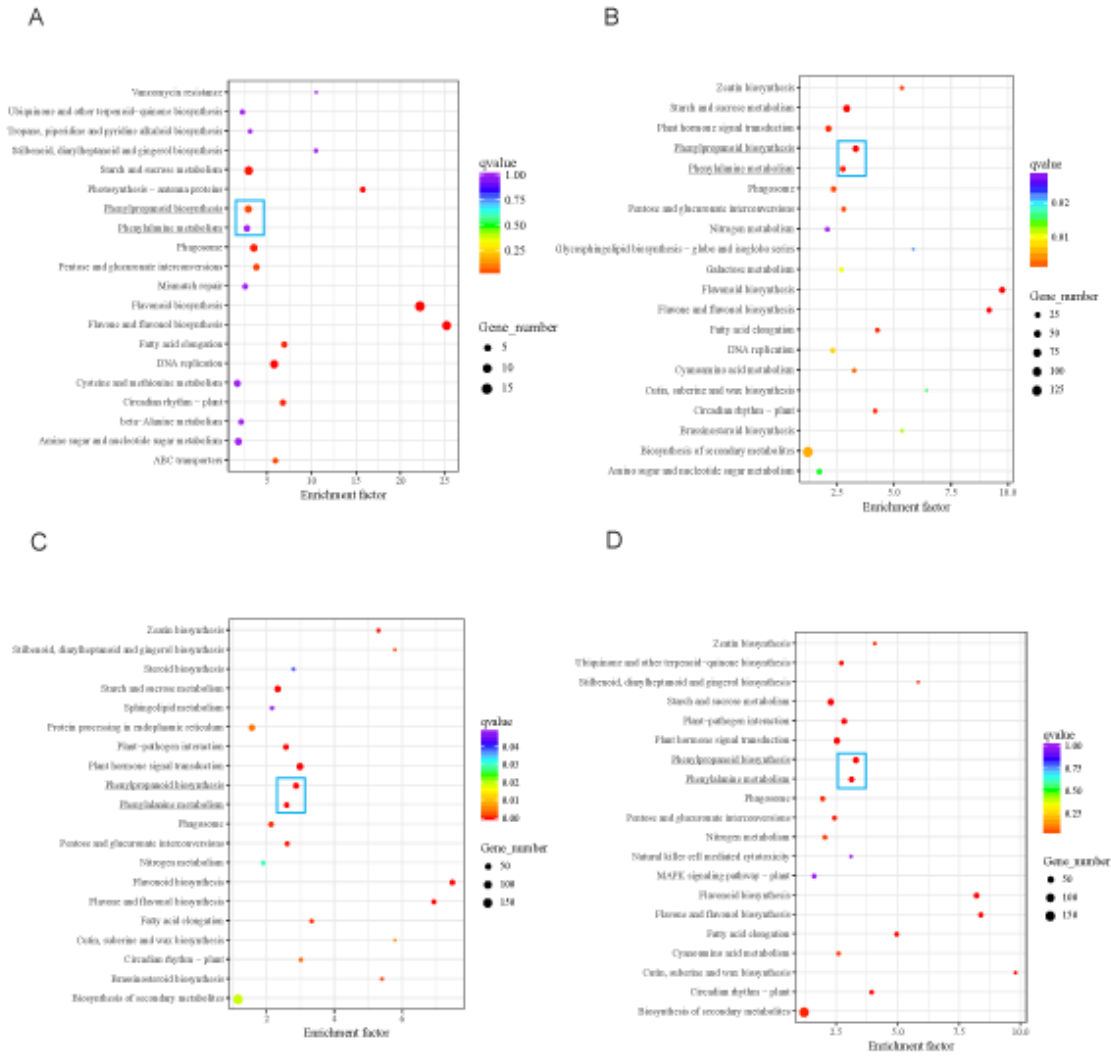 A
Vancomycin resistance
Ubiquinone and other terpenoid-quinone biosynthesis
Tropane, piperidine and pyridine alkaloid biosynthesis
Stilbenoid, diarylheptanoid and gingerol biosynthesis
Starch and sucrose metabolism
Photosynthesis - antenna proteins
Phenylpropanoid biosynthesis
Phenylalanine metabolism
Phagosome
Pentose and glucuronate interconversions
Mismatch repair
Flavonoid biosynthesis
Flavone and flavonol biosynthesis
Fatty acid elongation
DNA replication
Cysteine and methionine metabolism
Circadian rhythm - plant
beta-Alanine metabolism
Amino sugar and nucleotide sugar metabolism
ABC transporters
5 10 15 20 25
Enrichment factor
qvalue
1.00
0.75
0.50
0.25
Gene_number
5
10
15
B
Zeatin biosynthesis
Starch and sucrose metabolism
Plant hormone signal transduction
Phenylpropanoid biosynthesis
Phenylalanine metabolism
Phagosome
Pentose and glucuronate interconversions
Nitrogen metabolism
Glycosphingolipid biosynthesis - globo and isoglobo series
Galactose metabolism
Flavonoid biosynthesis
Flavone and flavonol biosynthesis
Fatty acid elongation
DNA replication
Cyanoamino acid metabolism
Cutin, suberine and wax biosynthesis
Circadian rhythm - plant
Brassinosteroid biosynthesis
Biosynthesis of secondary metabolites
Amino sugar and nucleotide sugar metabolism
2.5 5.0 7.5 10.0
Enrichment factor
qvalue
0.02
0.01
Gene_number
25
50
75
100
125
C
Zeatin biosynthesis
Stilbenoid, diarylheptanoid and gingerol biosynthesis
Steroid biosynthesis
Starch and sucrose metabolism
Sphingolipid metabolism
Protein processing in endoplasmic reticulum
Plant-pathogen interaction
Plant hormone signal transduction
Phenylpropanoid biosynthesis
Phenylalanine metabolism
Phagosome
Pentose and glucuronate interconversions
Nitrogen metabolism
Flavonoid biosynthesis
Flavone and flavonol biosynthesis
Fatty acid elongation
Cutin, suberine and wax biosynthesis
Circadian rhythm - plant
Brassinosteroid biosynthesis
Biosynthesis of secondary metabolites
2 4 6
Enrichment factor
qvalue
0.04
0.03
0.02
0.01
0.00
Gene_number
50
100
150
D
Zeatin biosynthesis
Ubiquinone and other terpenoid-quinone biosynthesis
Stilbenoid, diarylheptanoid and gingerol biosynthesis
Starch and sucrose metabolism
Plant-pathogen interaction
Plant hormone signal transduction
Phenylpropanoid biosynthesis
Phenylalanine metabolism
Phagosome
Pentose and glucuronate interconversions
Nitrogen metabolism
Natural killer cell mediated cytotoxicity
MAPK signaling pathway - plant
Flavonoid biosynthesis
Flavone and flavonol biosynthesis
Fatty acid elongation
Cyanoamino acid metabolism
Cutin, suberine and wax biosynthesis
Circadian rhythm - plant
Biosynthesis of secondary metabolites
2.5 5.0 7.5 10.0
Enrichment factor
qvalue
1.00
0.75
0.50
0.25
Gene_number
50
100
150